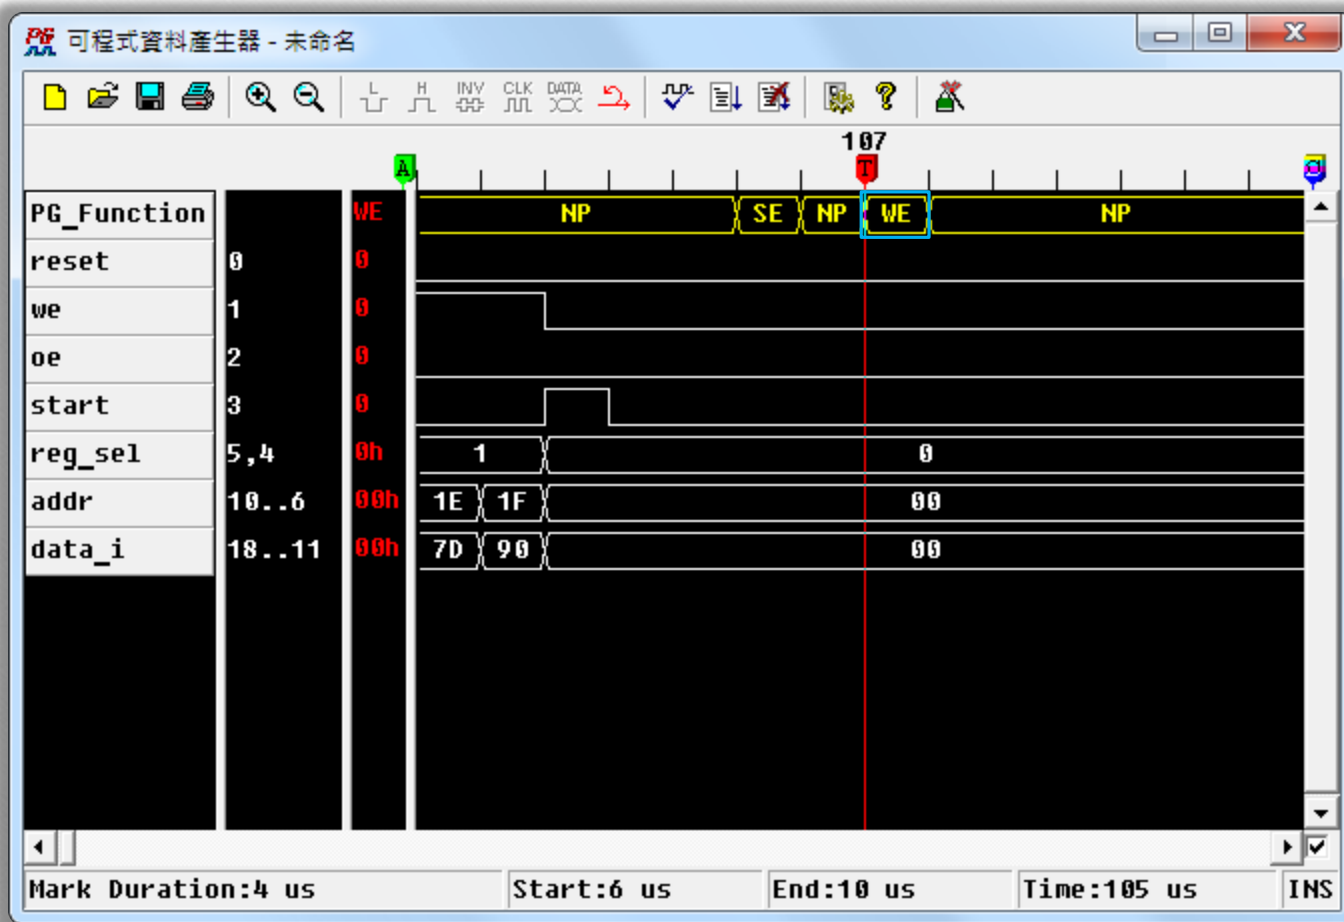 PG 可程式資料產生器 - 未命名
L H INV CLK DATA
107
A T
PG_Function WE NP SE NP WE NP
reset 0 0
we 1 0
oe 2 0
start 3 0
reg_sel 5,4 0h 1 0
addr 10..6 00h 1E 1F 00
data_i 18..11 00h 7D 90 00
Mark Duration:4 us Start:6 us End:10 us Time:105 us INS